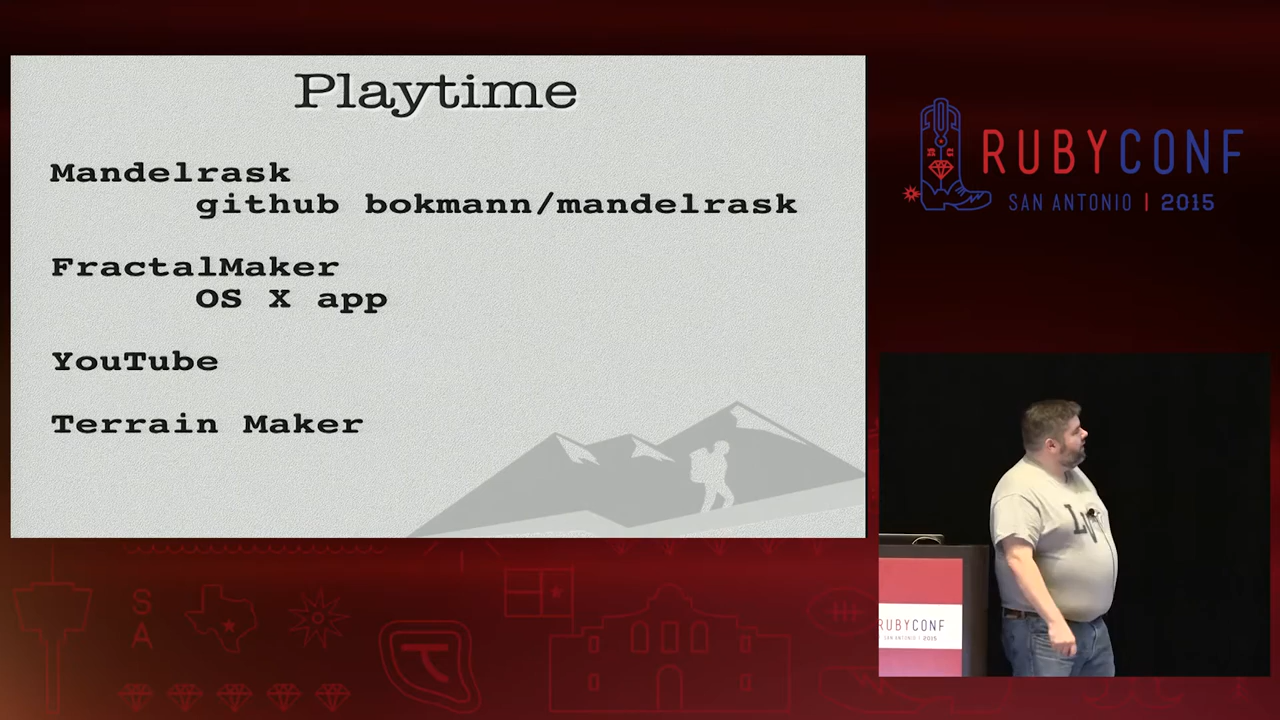 Playtime
Mandelrask
github bokmann/mandelrask
FractalMaker
OS X app
YouTube
Terrain Maker
RUBYCONF
SAN ANTONIO | 2015
RUBYCONF
SAN ANTONIO | 2015
S
A